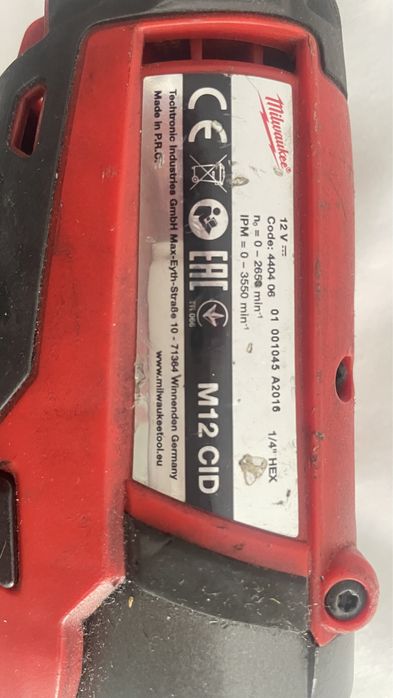 Milwaukee®
12 V
Code: 4404 06 01 001045 A2016
n₀ = 0 – 2650 min⁻¹
IPM = 0 – 3550 min⁻¹
1/4" HEX
CE EAC M12 CID
TR 066
Techtronic Industries GmbH Max-Eyth-Straße 10 - 71364 Winnenden Germany
Made in P.R.C.
www.milwaukeetool.eu